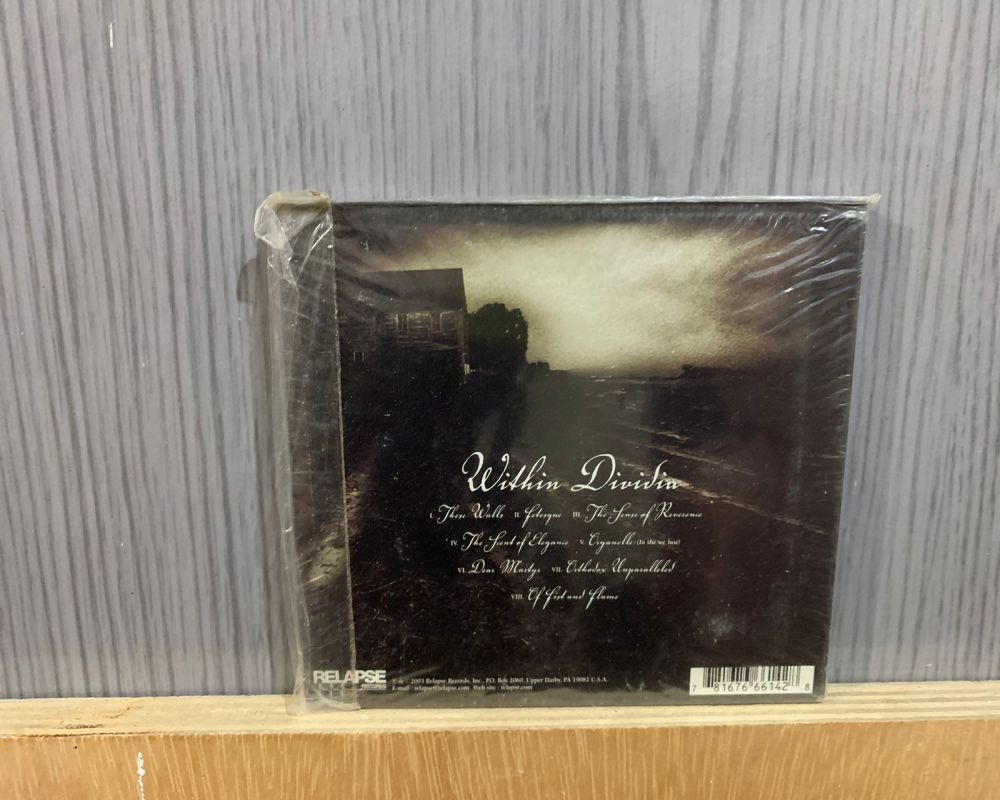 Within Dividia
I. These Walls II. Fetesque III. The Sense of Reverence
IV. The Scent of Elegance V. Organelle: (In she we lust)
VI. Dear Martyr VII. Orthodox Unparalleled
VIII. Of Fist and Flame
RELAPSE
RECORDS
2003 Relapse Records, Inc., P.O. Box 2060, Upper Darby, PA 19082 U.S.A.
E-mail : relapse@relapse.com Web site : relapse.com
7 81676 66142 8